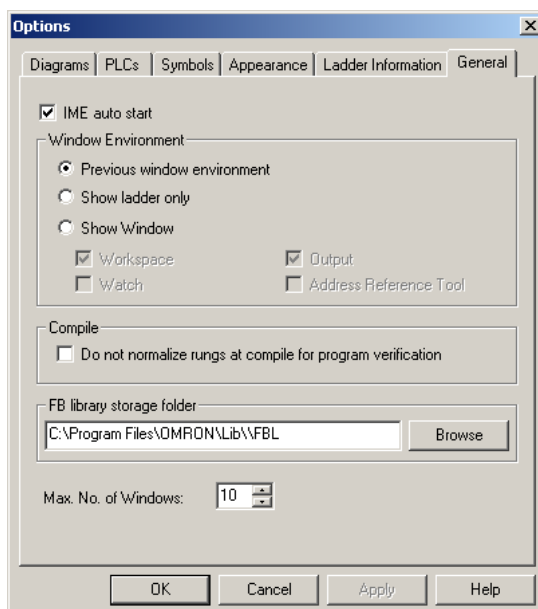 Options
Diagrams PLCs Symbols Appearance Ladder Information General
IME auto start
Window Environment
Previous window environment
Show ladder only
Show Window
Workspace Output
Watch Address Reference Tool
Compile
Do not normalize rungs at compile for program verification
FB library storage folder
C:\Program Files\OMRON\Lib\\FBL Browse
Max. No. of Windows: 10
OK Cancel Apply Help